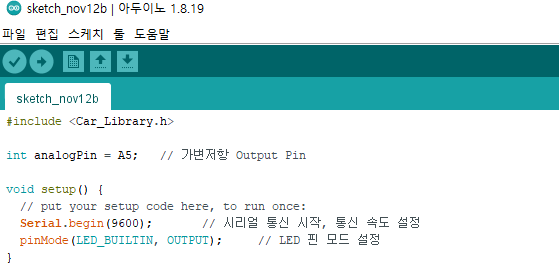 sketch_nov12b | 아두이노 1.8.19
파일 편집 스케치 툴 도움말
sketch_nov12b
#include <Car_Library.h>
int analogPin = A5;   // 가변저항 Output Pin
void setup() {
  // put your setup code here, to run once:
  Serial.begin(9600);       // 시리얼 통신 시작, 통신 속도 설정
  pinMode(LED_BUILTIN, OUTPUT);     // LED 핀 모드 설정
}